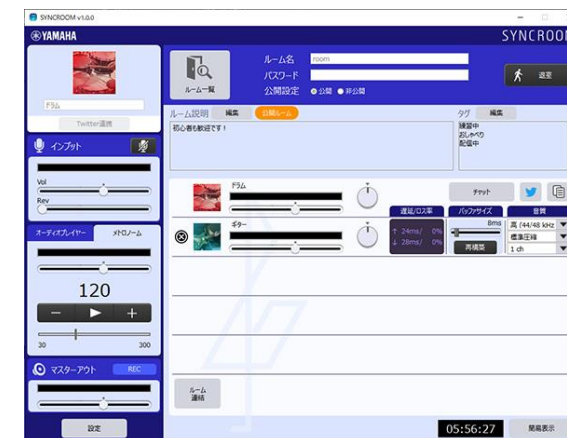 SYNCROOM v1.0.0
YAMAHA
SYNCROOM
ドラム
Twitter連携
インプット
Vol
Rev
オーディオプレイヤー
メトロノーム
120
30
300
マスターアウト
REC
設定
ルーム一覧
ルーム名
room
パスワード
公開設定
公開
非公開
退室
ルーム説明
編集
公開ルーム
初心者も歓迎です！
タグ
編集
練習中
おしゃべり
配信中
ドラム
チャット
遅延/ロス率
バッファサイズ
音質
ギター
↑ 24ms/ 0%
↓ 28ms/ 0%
8ms
再構築
高 (44/48 kHz
標準圧縮
1 ch
ルーム
連結
05:56:27
簡易表示